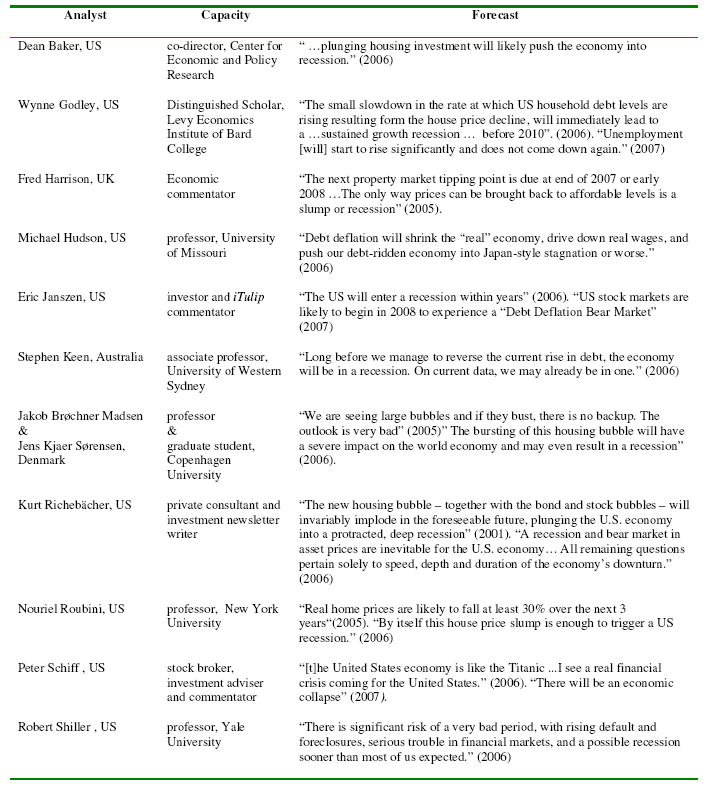 Analyst Capacity Forecast
Dean Baker, US co-director, Center for “ …plunging housing investment will likely push the economy into
Economic and Policy recession.” (2006)
Research
Wynne Godley, US Distinguished Scholar, “The small slowdown in the rate at which US household debt levels are
Levy Economics rising resulting form the house price decline, will immediately lead to
Institute of Bard a …sustained growth recession … before 2010”. (2006). “Unemployment
College [will] start to rise significantly and does not come down again.” (2007)
Fred Harrison, UK Economic “The next property market tipping point is due at end of 2007 or early
commentator 2008 …The only way prices can be brought back to affordable levels is a
slump or recession” (2005).
Michael Hudson, US professor, University “Debt deflation will shrink the “real” economy, drive down real wages, and
of Missouri push our debt-ridden economy into Japan-style stagnation or worse.”
(2006)
Eric Janszen, US investor and iTulip “The US will enter a recession within years” (2006). “US stock markets are
commentator likely to begin in 2008 to experience a “Debt Deflation Bear Market”
(2007)
Stephen Keen, Australia associate professor, “Long before we manage to reverse the current rise in debt, the economy
University of Western will be in a recession. On current data, we may already be in one.” (2006)
Sydney
Jakob Brøchner Madsen professor “We are seeing large bubbles and if they bust, there is no backup. The
& & outlook is very bad” (2005)” The bursting of this housing bubble will have
Jens Kjaer Sørensen, graduate student, a severe impact on the world economy and may even result in a recession”
Denmark Copenhagen (2006).
University
Kurt Richebächer, US private consultant and “The new housing bubble – together with the bond and stock bubbles – will
investment newsletter invariably implode in the foreseeable future, plunging the U.S. economy
writer into a protracted, deep recession” (2001). “A recession and bear market in
asset prices are inevitable for the U.S. economy… All remaining questions
pertain solely to speed, depth and duration of the economy’s downturn.”
(2006)
Nouriel Roubini, US professor, New York “Real home prices are likely to fall at least 30% over the next 3
University years“(2005). “By itself this house price slump is enough to trigger a US
recession.” (2006)
Peter Schiff , US stock broker, “[t]he United States economy is like the Titanic ...I see a real financial
investment adviser crisis coming for the United States.” (2006). “There will be an economic
and commentator collapse” (2007).
Robert Shiller , US professor, Yale “There is significant risk of a very bad period, with rising default and
University foreclosures, serious trouble in financial markets, and a possible recession
sooner than most of us expected.” (2006)